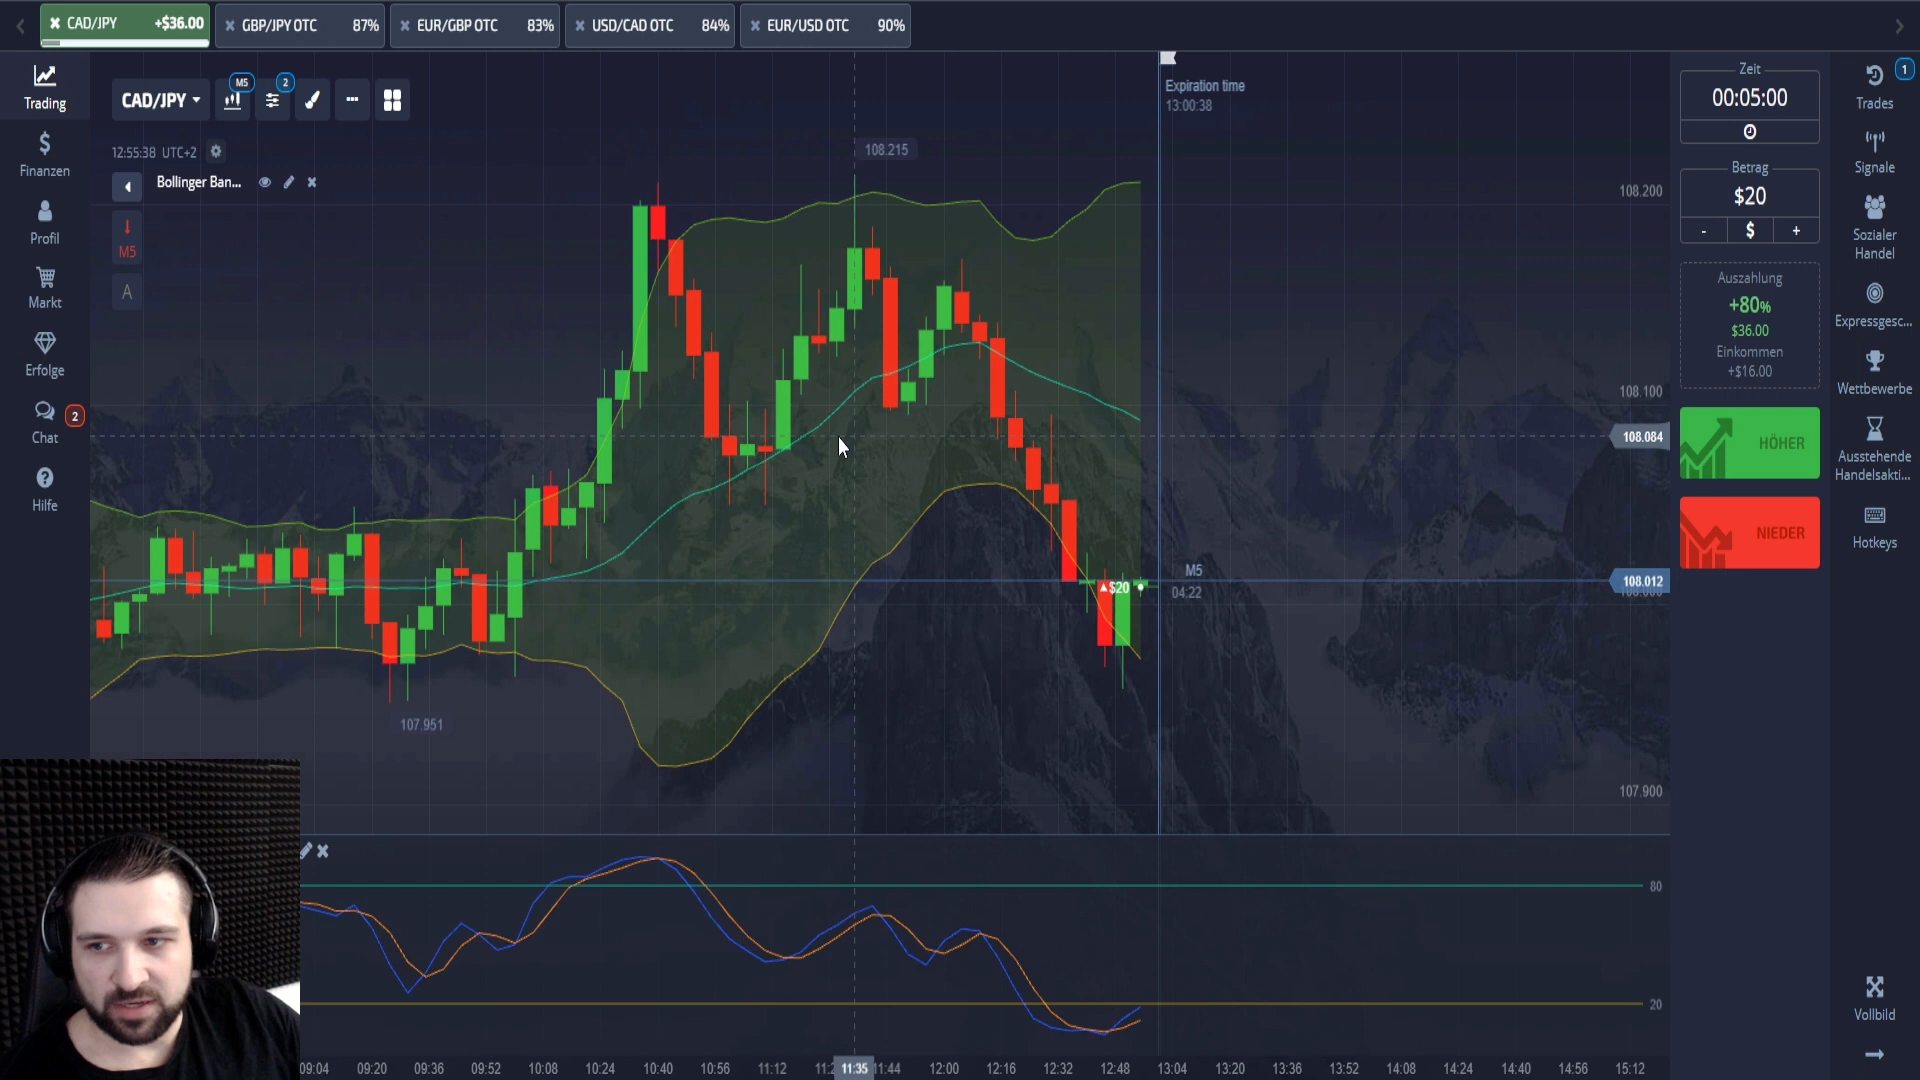 CAD/JPY +$36.00
GBP/JPY OTC 87%
EUR/GBP OTC 83%
USD/CAD OTC 84%
EUR/USD OTC 90%
Trading
Finanzen
Profil
Markt
Erfolge
Chat 2
Hilfe
CAD/JPY
M5
2
12:55:38 UTC+2
Bollinger Ban...
M5
A
Expiration time
13:00:38
108.215
107.951
$20
M5
04:22
108.200
108.100
108.084
108.012
107.900
80
20
09:04 09:20 09:36 09:52 10:08 10:24 10:40 10:56 11:12 11:35 11:44 12:00 12:16 12:32 12:48 13:04 13:20 13:36 13:52 14:08 14:24 14:40 14:56 15:12
Zeit
00:05:00
Betrag
$20
- $ +
Auszahlung
+80%
$36.00
Einkommen
+$16.00
HÖHER
NIEDER
1
Trades
Signale
Sozialer
Handel
Expressgesc...
Wettbewerbe
Ausstehende
Handelsakti...
Hotkeys
Vollbild